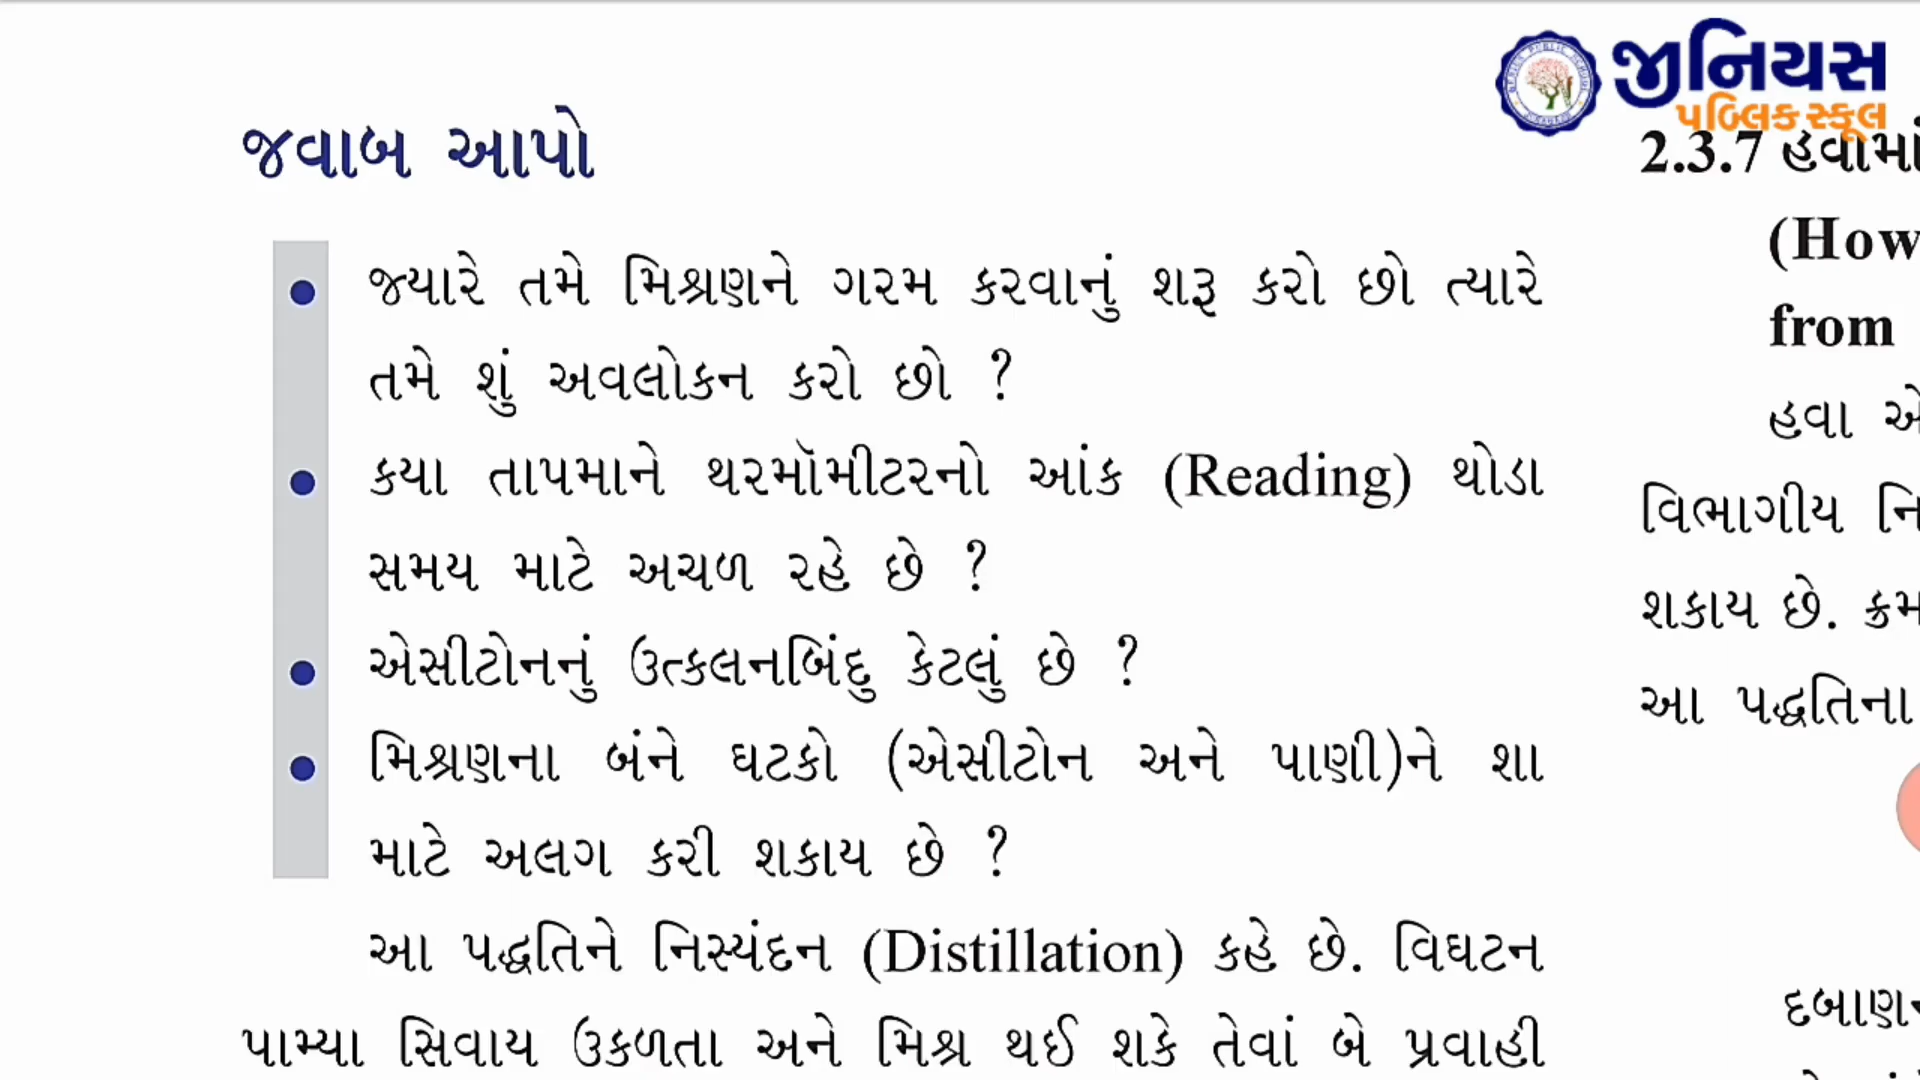 જીનિયસ
પબ્લિક સ્કૂલ
જવાબ આપો
• જ્યારે તમે મિશ્રણને ગરમ કરવાનું શરૂ કરો છો ત્યારે
તમે શું અવલોકન કરો છો ?
• કયા તાપમાને થરમૉમીટરનો આંક (Reading) થોડા
સમય માટે અચળ રહે છે ?
• એસીટોનનું ઉત્કલનબિંદુ કેટલું છે ?
• મિશ્રણના બંને ઘટકો (એસીટોન અને પાણી)ને શા
માટે અલગ કરી શકાય છે ?
આ પદ્ધતિને નિસ્યંદન (Distillation) કહે છે. વિઘટન
પામ્યા સિવાય ઉકળતા અને મિશ્ર થઈ શકે તેવાં બે પ્રવાહી
2.3.7 હવામાં
(How
from
હવા
વિભાગીય
શકાય છે.
આ પદ્ધતિના